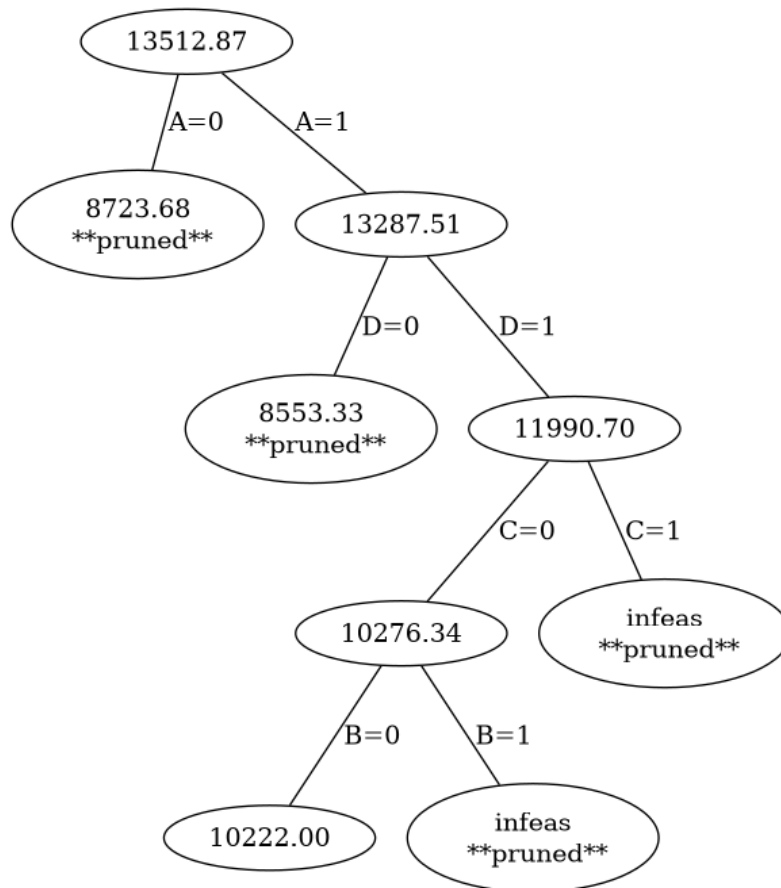 13512.87
A=0
A=1
8723.68
**pruned**
13287.51
D=0
D=1
8553.33
**pruned**
11990.70
C=0
C=1
10276.34
infeas
**pruned**
B=0
B=1
10222.00
infeas
**pruned**